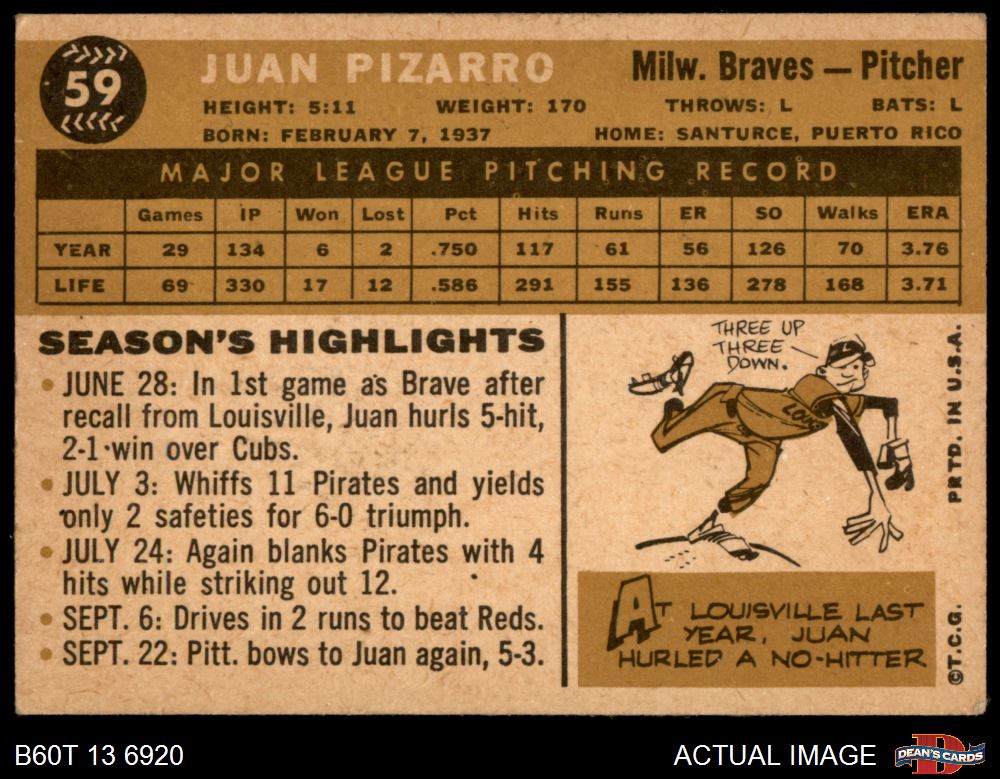 59
JUAN PIZARRO
Milw. Braves — Pitcher
HEIGHT: 5:11 WEIGHT: 170 THROWS: L BATS: L
BORN: FEBRUARY 7, 1937 HOME: SANTURCE, PUERTO RICO
MAJOR LEAGUE PITCHING RECORD
Games IP Won Lost Pct Hits Runs ER SO Walks ERA
YEAR 29 134 6 2 .750 117 61 56 126 70 3.76
LIFE 69 330 17 12 .586 291 155 136 278 168 3.71
SEASON'S HIGHLIGHTS
• JUNE 28: In 1st game as Brave after
recall from Louisville, Juan hurls 5-hit,
2-1 win over Cubs.
• JULY 3: Whiffs 11 Pirates and yields
only 2 safeties for 6-0 triumph.
• JULY 24: Again blanks Pirates with 4
hits while striking out 12.
• SEPT. 6: Drives in 2 runs to beat Reds.
• SEPT. 22: Pitt. bows to Juan again, 5-3.
THREE UP
THREE
DOWN.
L
LOU
AT LOUISVILLE LAST
YEAR, JUAN
HURLED A NO-HITTER
PRTD. IN U.S.A.
©T.C.G.
B60T 13 6920
ACTUAL IMAGE
D
DEAN'S CARDS